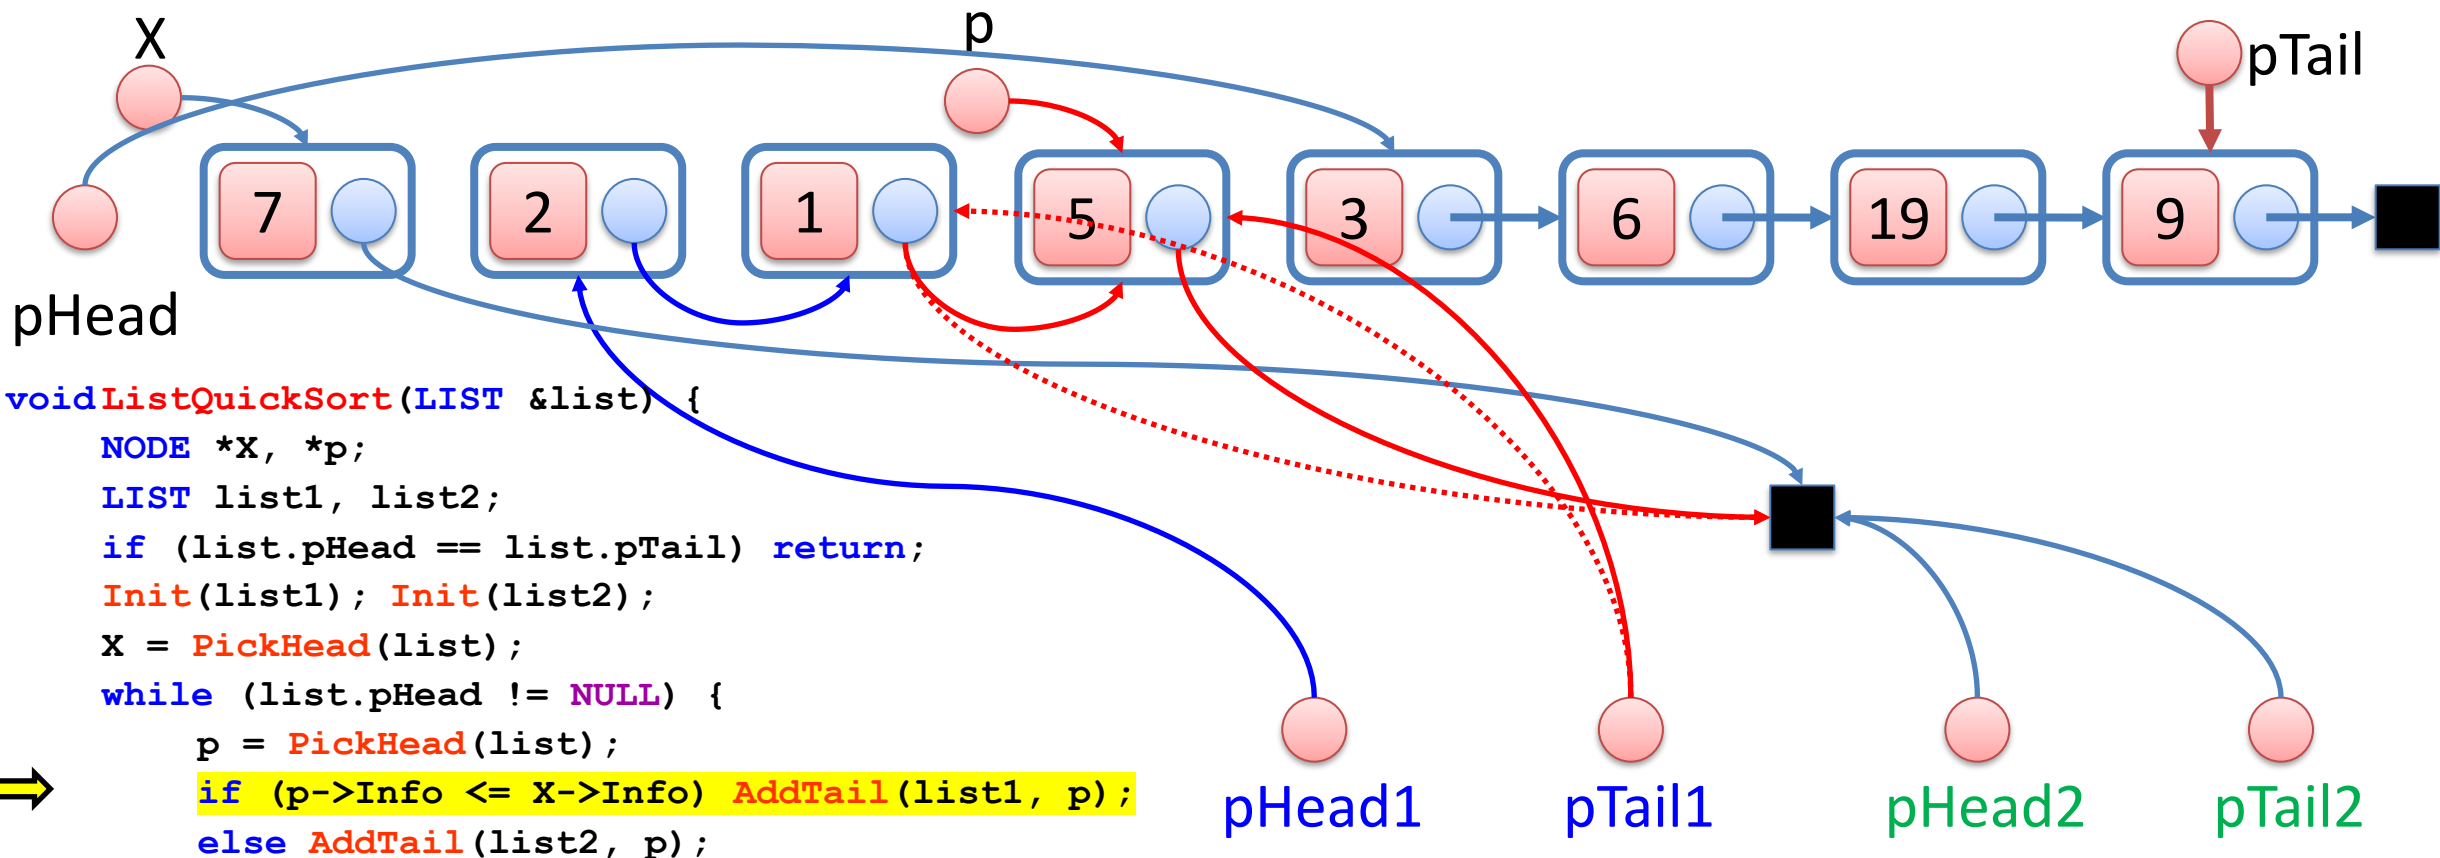 X
p
pTail
7
2
1
5
3
6
19
9
pHead
void ListQuickSort(LIST &list) {
NODE *X, *p;
LIST list1, list2;
if (list.pHead == list.pTail) return;
Init(list1); Init(list2);
X = PickHead(list);
while (list.pHead != NULL) {
p = PickHead(list);
if (p->Info <= X->Info) AddTail(list1, p);
else AddTail(list2, p);
pHead1
pTail1
pHead2
pTail2